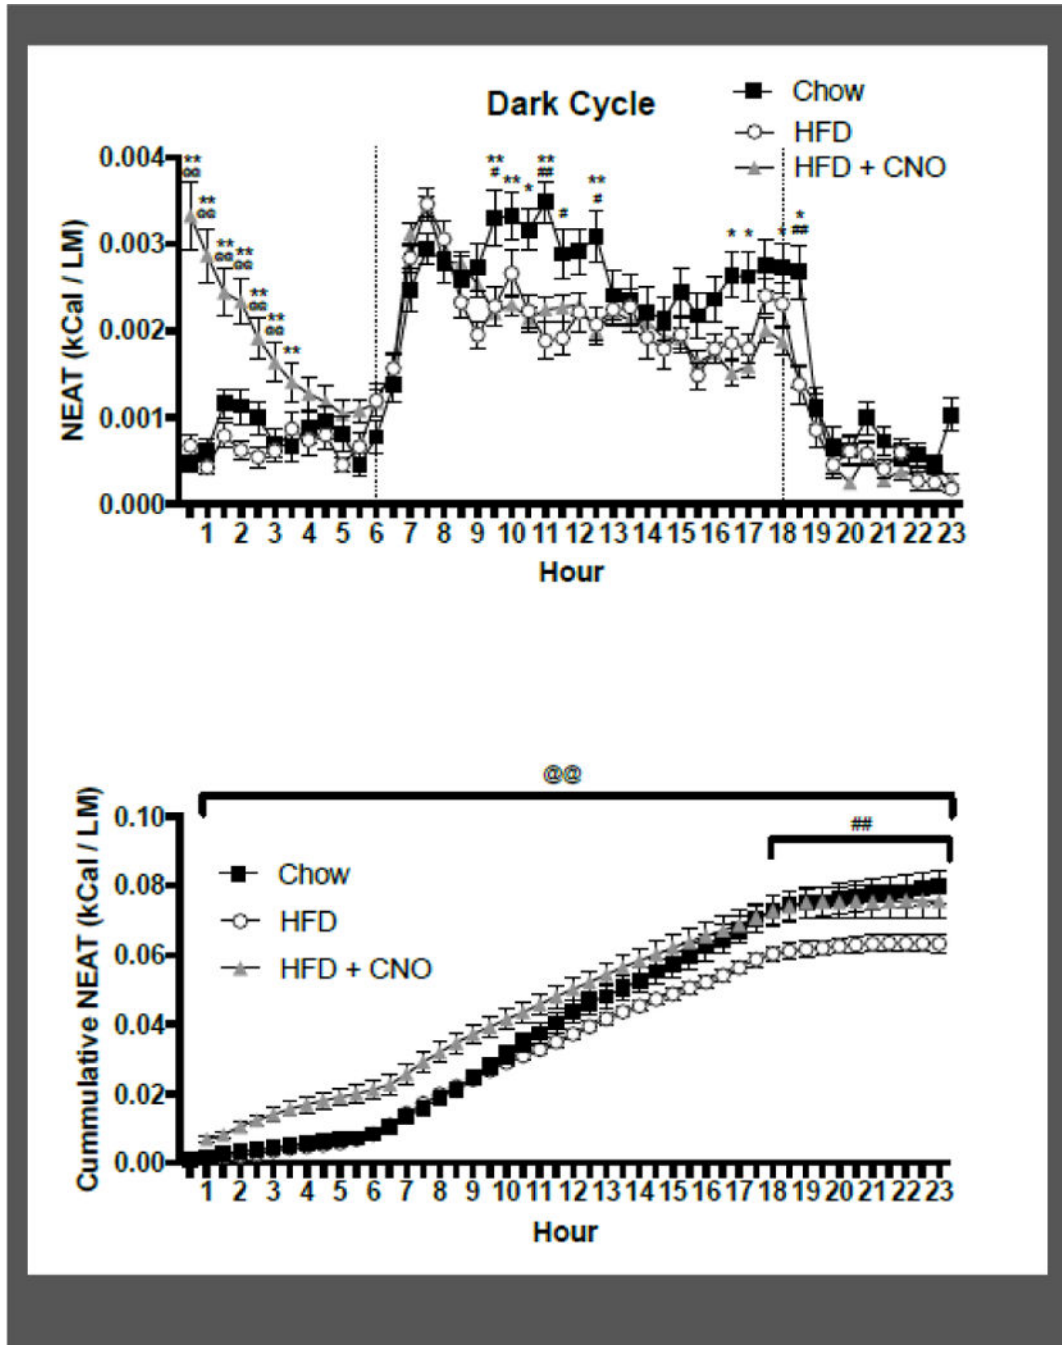 Dark Cycle
Chow
HFD
HFD + CNO
NEAT (kCal / LM)
0.004
0.003
0.002
0.001
0.000
** ** ** ** ** ** **
@@ @@ @@ @@ @@ @@
** ** * ** # ** * * * *
# ## # ##
1 2 3 4 5 6 7 8 9 10 11 12 13 14 15 16 17 18 19 20 21 22 23
Hour
@@
##
Cummulative NEAT (kCal / LM)
0.10
0.08
0.06
0.04
0.02
0.00
Chow
HFD
HFD + CNO
1 2 3 4 5 6 7 8 9 10 11 12 13 14 15 16 17 18 19 20 21 22 23
Hour